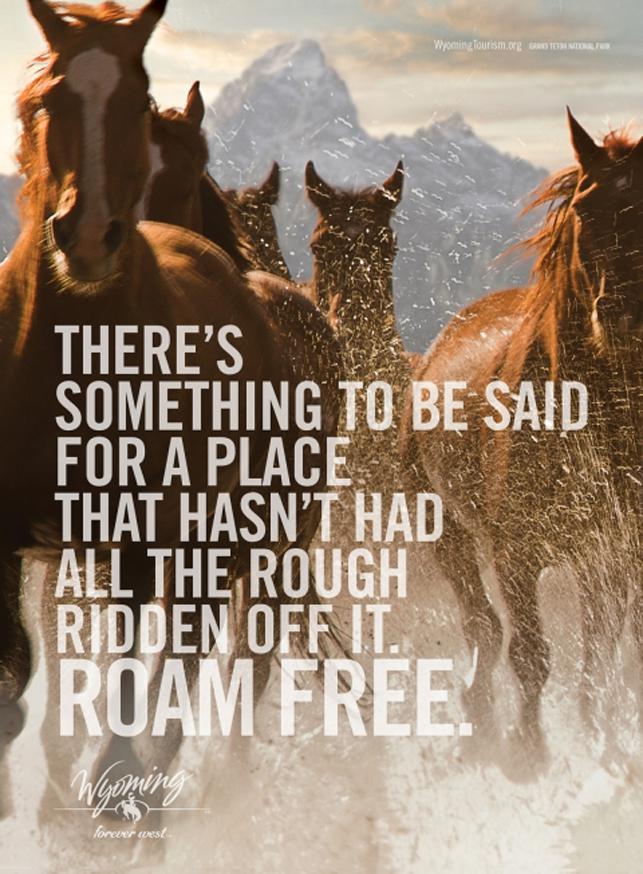 WyomingTourism.org GRAND TETON NATIONAL PARK
THERE'S
SOMETHING TO BE SAID
FOR A PLACE
THAT HASN'T HAD
ALL THE ROUGH
RIDDEN OFF IT.
ROAM FREE.
Wyoming
forever west